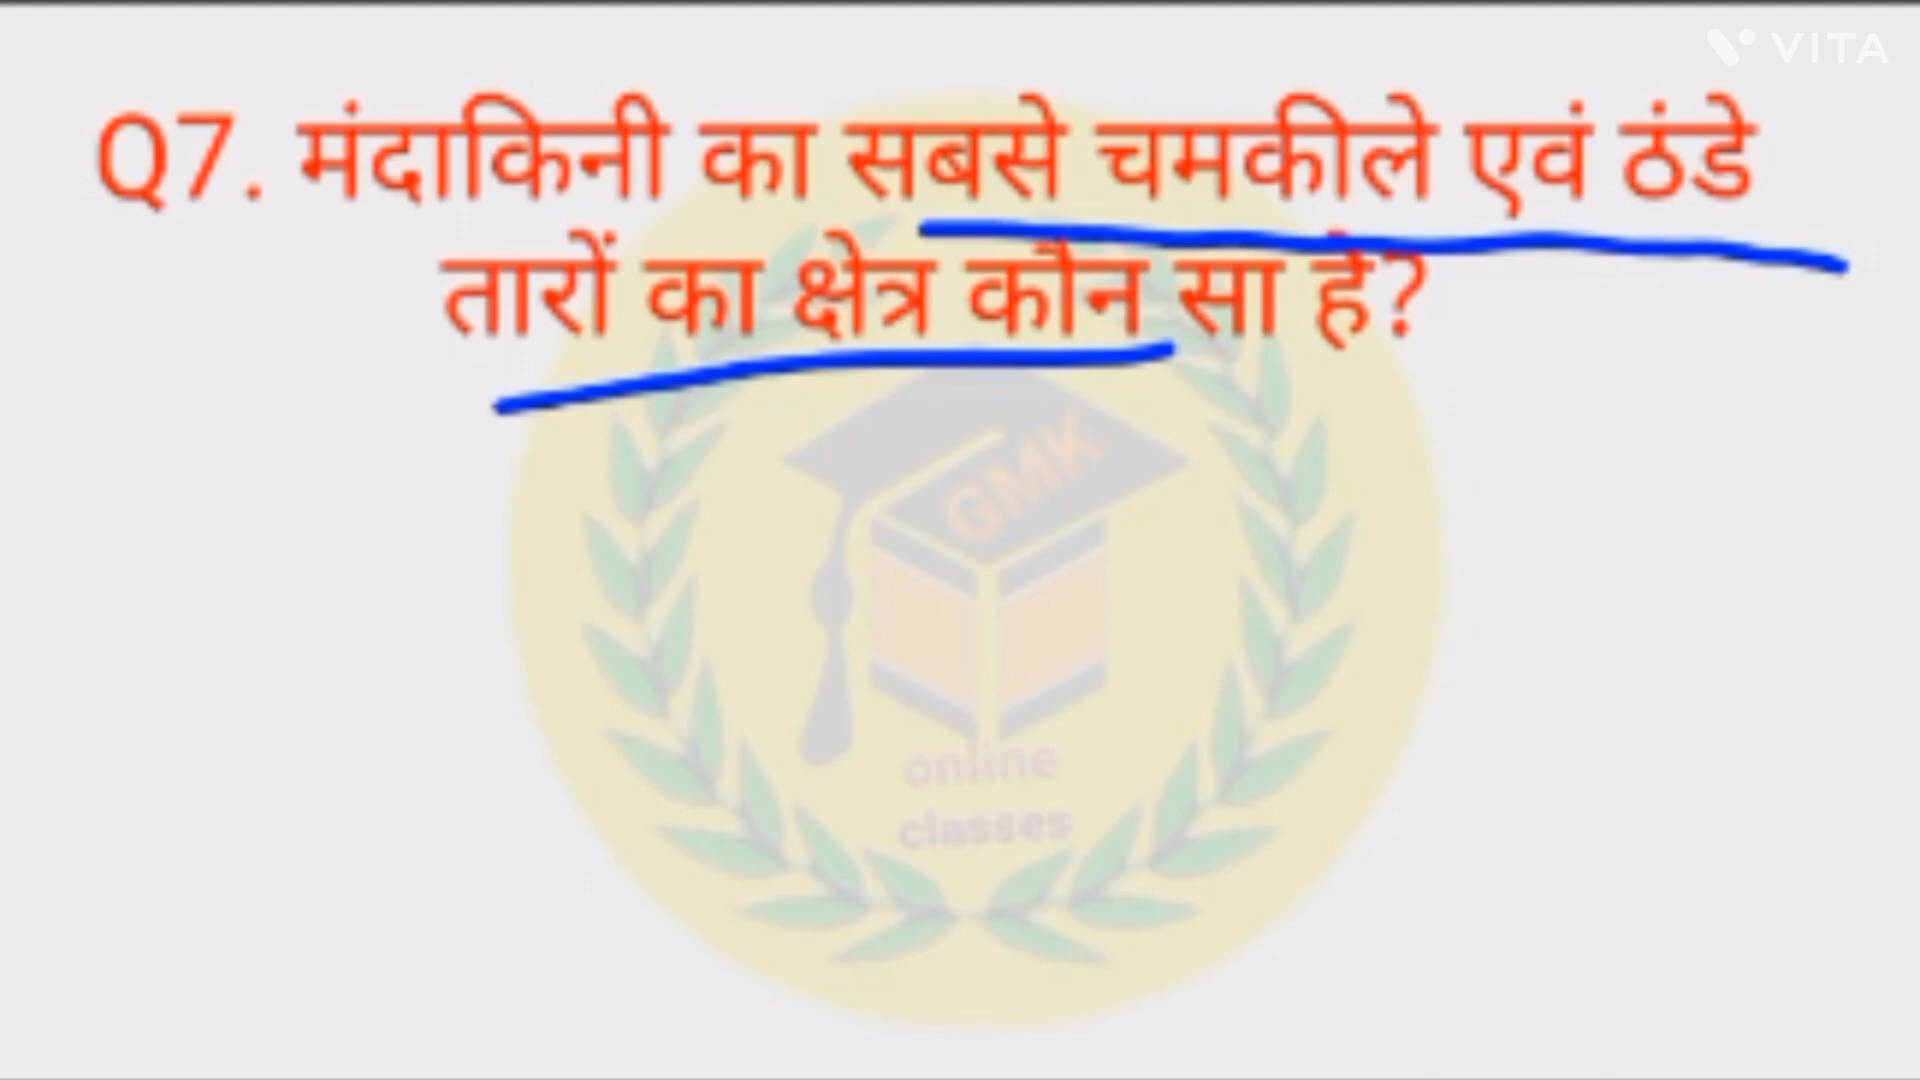 VITA
Q7. मंदाकिनी का सबसे चमकीले एवं ठंडे
तारों का क्षेत्र कौन सा है?
GMK
online
classes